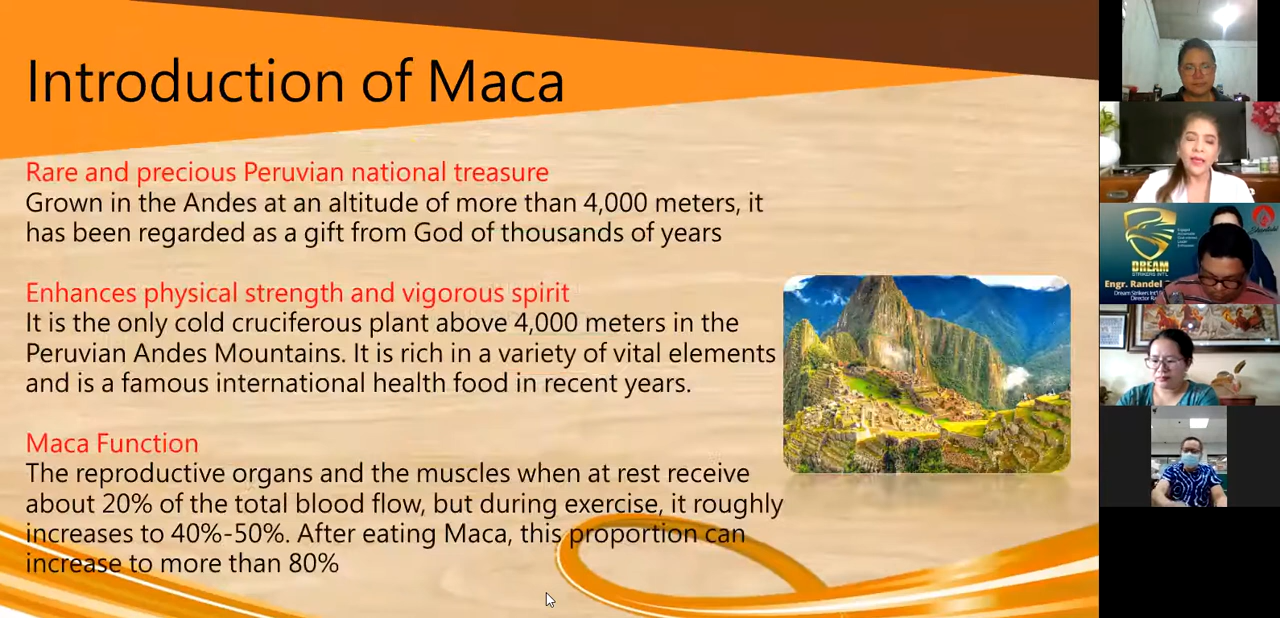 Introduction of Maca
Rare and precious Peruvian national treasure
Grown in the Andes at an altitude of more than 4,000 meters, it
has been regarded as a gift from God of thousands of years
Enhances physical strength and vigorous spirit
It is the only cold cruciferous plant above 4,000 meters in the
Peruvian Andes Mountains. It is rich in a variety of vital elements
and is a famous international health food in recent years.
Maca Function
The reproductive organs and the muscles when at rest receive
about 20% of the total blood flow, but during exercise, it roughly
increases to 40%-50%. After eating Maca, this proportion can
increase to more than 80%
DREAM
STRIKERS INT'L
Engr. Randel
Dream Strikers Int'l
Director